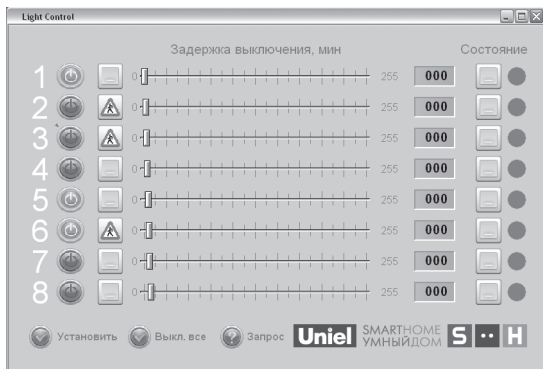 Light Control
Задержка выключения, мин Состояние
1 0 255 000
2 0 255 000
3 0 255 000
4 0 255 000
5 0 255 000
6 0 255 000
7 0 255 000
8 0 255 000
Установить Выкл. все ? Запрос Uniel SMARTHOME S H
УМНЫЙДОМ